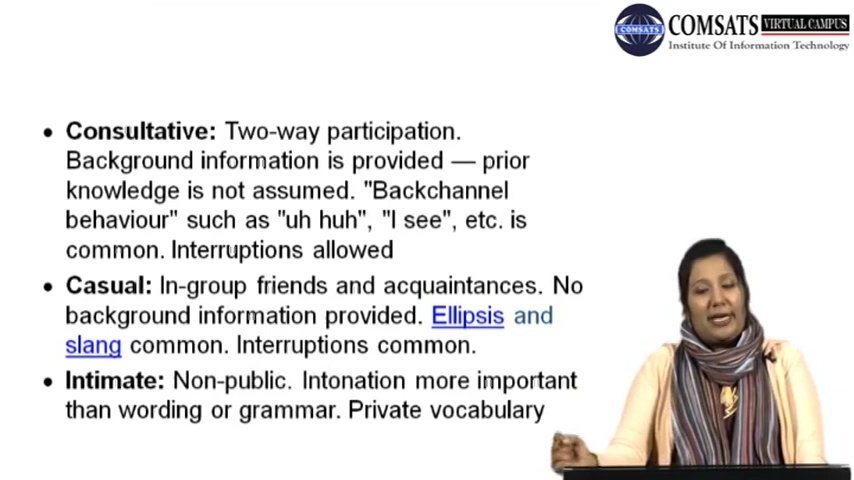 COMSATS VIRTUAL CAMPUS
Institute Of Information Technology
COMSATS
• Consultative: Two-way participation.
Background information is provided — prior
knowledge is not assumed. "Backchannel
behaviour" such as "uh huh", "I see", etc. is
common. Interruptions allowed
• Casual: In-group friends and acquaintances. No
background information provided. Ellipsis and
slang common. Interruptions common.
• Intimate: Non-public. Intonation more important
than wording or grammar. Private vocabulary